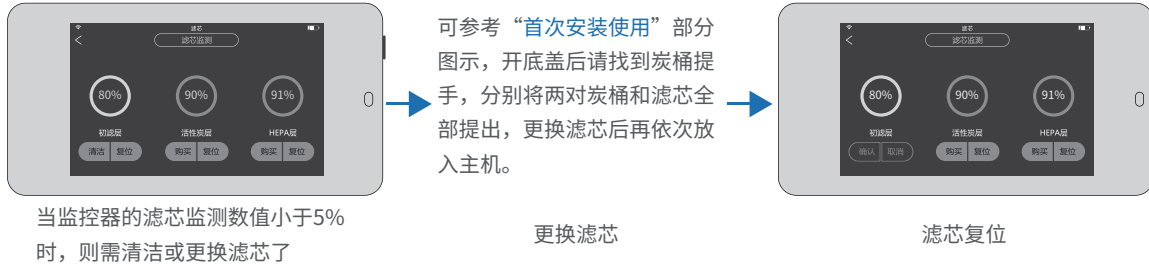 滤芯
滤芯监测
80%
90%
91%
初滤层
活性炭层
HEPA层
清洁 复位
购买 复位
购买 复位
当监控器的滤芯监测数值小于5%
时，则需清洁或更换滤芯了
可参考“首次安装使用”部分
图示，开底盖后请找到炭桶提
手，分别将两对炭桶和滤芯全
部提出，更换滤芯后再依次放
入主机。
更换滤芯
滤芯
滤芯监测
80%
90%
91%
初滤层
活性炭层
HEPA层
确认 取消
购买 复位
购买 复位
滤芯复位